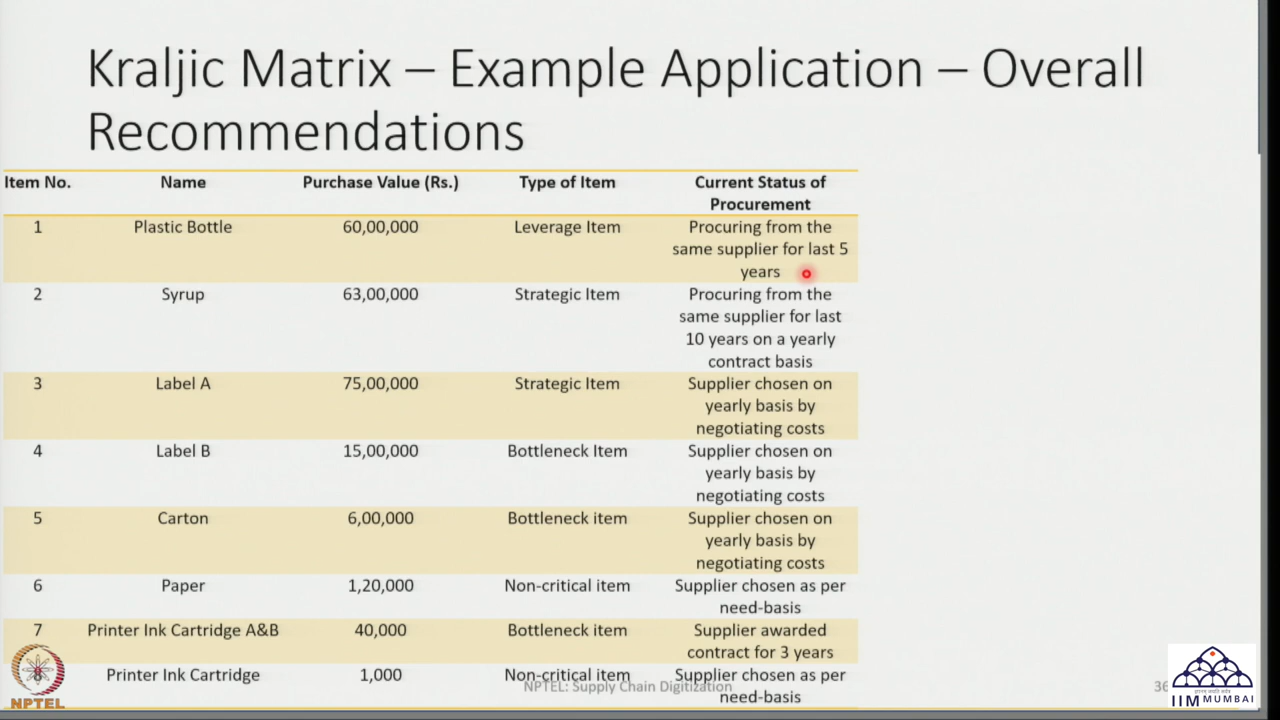 Kraljic Matrix – Example Application – Overall
Recommendations
Item No. Name Purchase Value (Rs.) Type of Item Current Status of
Procurement
1 Plastic Bottle 60,00,000 Leverage Item Procuring from the
same supplier for last 5
years
2 Syrup 63,00,000 Strategic Item Procuring from the
same supplier for last
10 years on a yearly
contract basis
3 Label A 75,00,000 Strategic Item Supplier chosen on
yearly basis by
negotiating costs
4 Label B 15,00,000 Bottleneck Item Supplier chosen on
yearly basis by
negotiating costs
5 Carton 6,00,000 Bottleneck item Supplier chosen on
yearly basis by
negotiating costs
6 Paper 1,20,000 Non-critical item Supplier chosen as per
need-basis
7 Printer Ink Cartridge A&B 40,000 Bottleneck item Supplier awarded
contract for 3 years
8 Printer Ink Cartridge 1,000 Non-critical item Supplier chosen as per
need-basis
NPTEL: Supply Chain Digitization
36
NPTEL
IIM MUMBAI